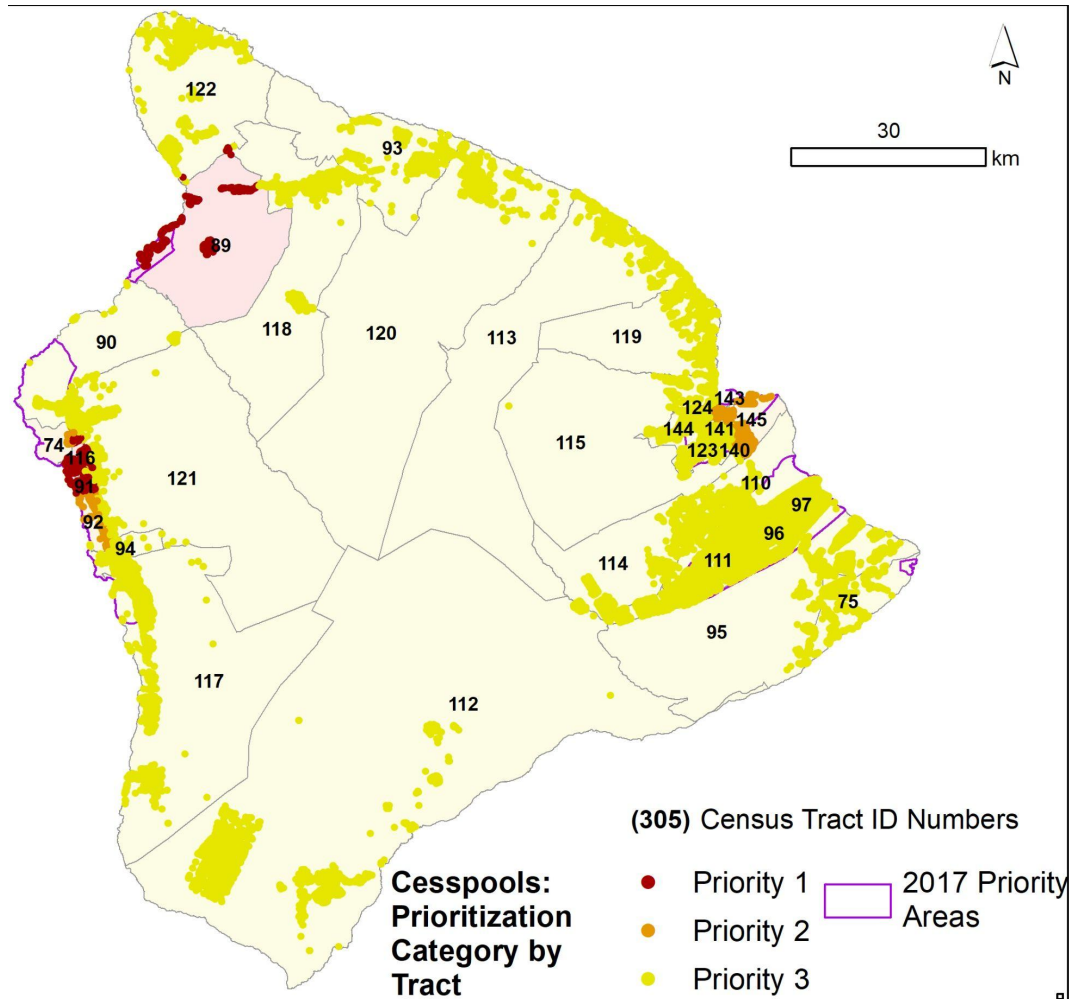 122
N
30
km
93
89
90
118
120
113
119
143
124
145
144
141
74
123
140
116
115
121
91
110
97
92
96
94
114
111
75
95
117
112
(305) Census Tract ID Numbers
Cesspools:
Prioritization
Category by
Tract
Priority 1
Priority 2
Priority 3
2017 Priority
Areas